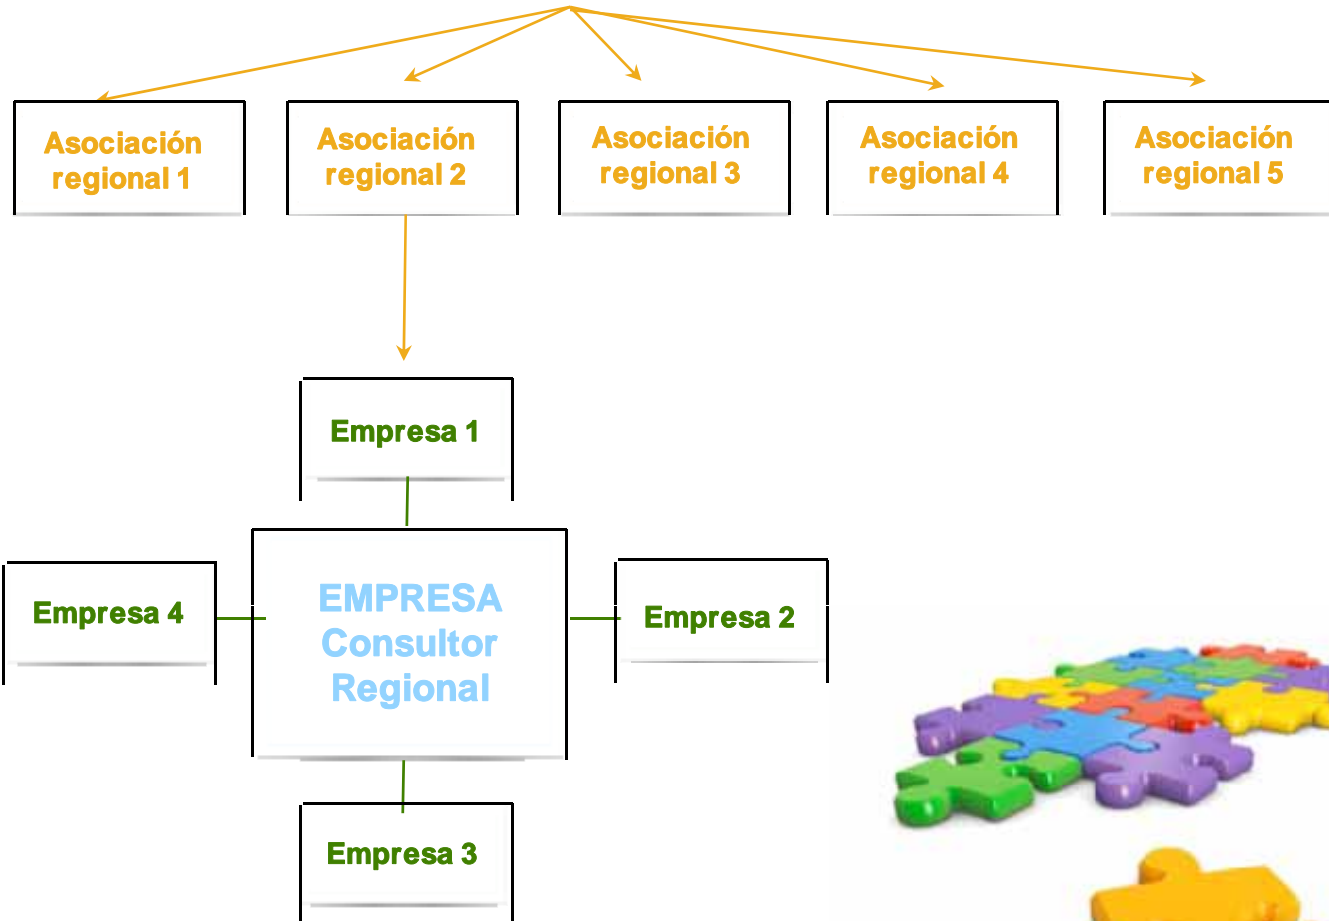 Asociación
regional 1
Asociación
regional 2
Asociación
regional 3
Asociación
regional 4
Asociación
regional 5
Empresa 1
Empresa 4
EMPRESA
Consultor
Regional
Empresa 2
Empresa 3